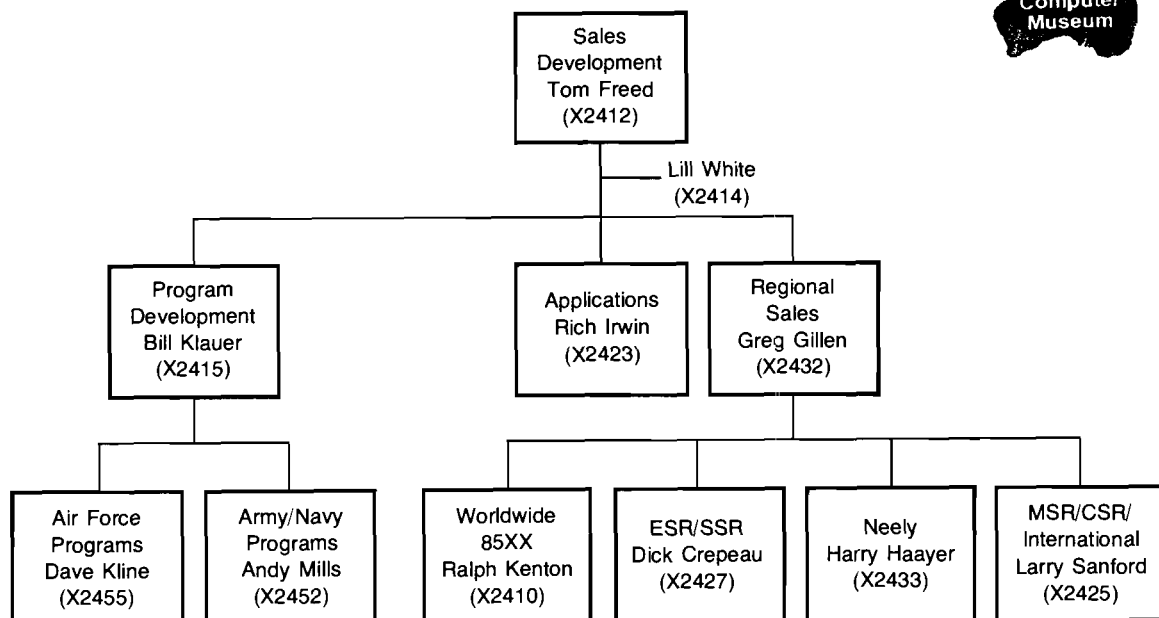 Computer
Museum
Sales
Development
Tom Freed
(X2412)
Lill White
(X2414)
Program
Development
Bill Klauer
(X2415)
Applications
Rich Irwin
(X2423)
Regional
Sales
Greg Gillen
(X2432)
Air Force
Programs
Dave Kline
(X2455)
Army/Navy
Programs
Andy Mills
(X2452)
Worldwide
85XX
Ralph Kenton
(X2410)
ESR/SSR
Dick Crepeau
(X2427)
Neely
Harry Haayer
(X2433)
MSR/CSR/
International
Larry Sanford
(X2425)